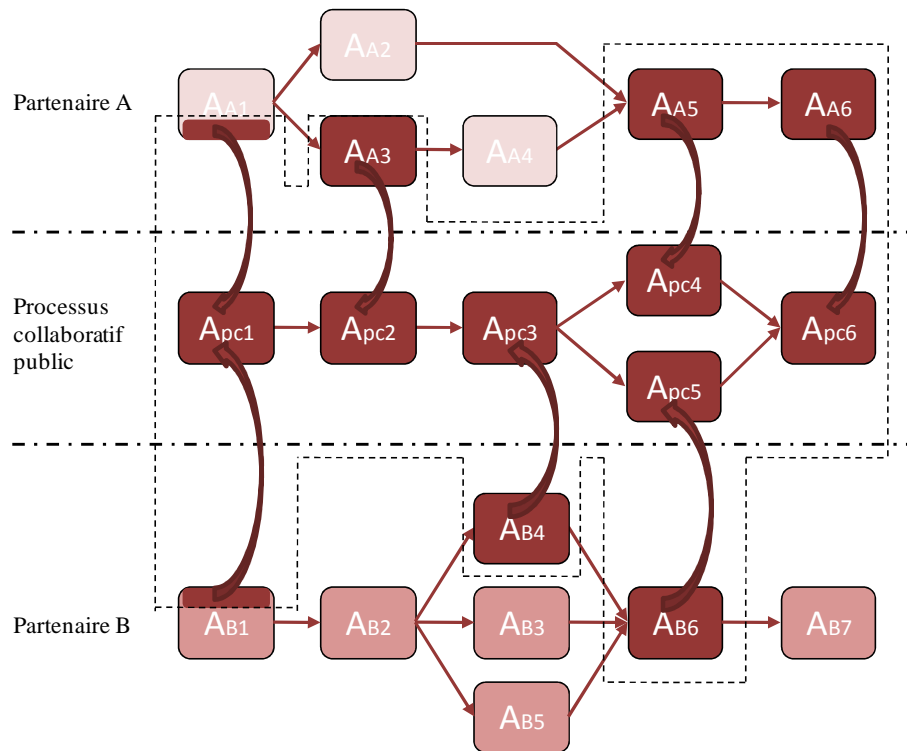 AA2
Partenaire A
AA1
AA5
AA6
AA3
AA4
Processus
collaboratif
public
Apc1
Apc2
Apc3
Apc4
Apc5
Apc6
AB4
Partenaire B
AB1
AB2
AB3
AB6
AB7
AB5